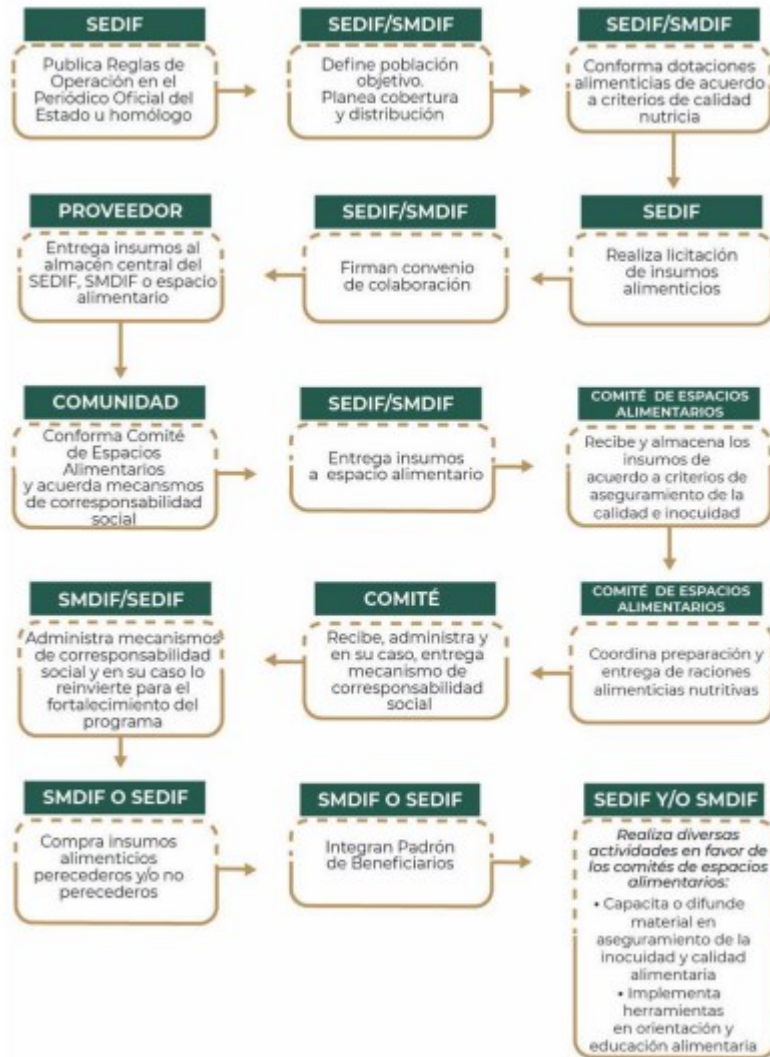 SEDIF
Publica Reglas de
Operación en el
Periódico Oficial del
Estado u homólogo
SEDIF/SMDIF
Define población
objetivo.
Planea cobertura
y distribución
SEDIF/SMDIF
Conforma dotaciones
alimenticias de acuerdo
a criterios de calidad
nutricia
SEDIF
Realiza licitación
de insumos
alimenticios
SEDIF/SMDIF
Firman convenio
de colaboración
PROVEEDOR
Entrega insumos al
almacén central del
SEDIF, SMDIF o espacio
alimentario
COMUNIDAD
Conforma Comité
de Espacios
Alimentarios
y acuerda mecansmos
de corresponsabilidad
social
SEDIF/SMDIF
Entrega insumos
a espacio alimentario
COMITÉ DE ESPACIOS
ALIMENTARIOS
Recibe y almacena los
insumos de
acuerdo a criterios de
aseguramiento de la
calidad e inocuidad
COMITÉ DE ESPACIOS
ALIMENTARIOS
Coordina preparación y
entrega de raciones
alimenticias nutritivas
COMITÉ
Recibe, administra y
en su caso, entrega
mecanismo de
corresponsabilidad
social
SMDIF/SEDIF
Administra mecanismos
de corresponsabilidad
social y en su caso lo
reinvierte para el
fortalecimiento del
programa
SMDIF O SEDIF
Compra insumos
alimenticios
perecederos y/o no
perecederos
SMDIF O SEDIF
Integran Padrón
de Beneficiarios
SEDIF Y/O SMDIF
Realiza diversas
actividades en favor de
los comités de espacios
alimentarios:
• Capacita o difunde
material en
aseguramiento de la
inocuidad y calidad
alimentaria
• Implementa
herramientas
en orientación y
educación alimentaria